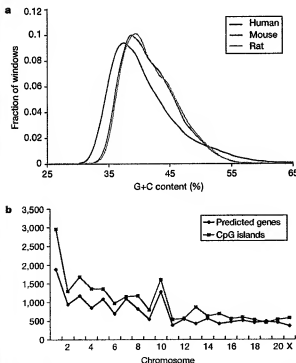 a
0.12
0.1
0.08
0.06
0.04
0.02
0
Fraction of windows
Human
Mouse
Rat
25 35 45 55 65
G+C content (%)
b
3,500
3,000
2,500
2,000
1,500
1,000
500
0
Predicted genes
CpG islands
2 4 6 8 10 12 14 16 18 20 X
Chromosome